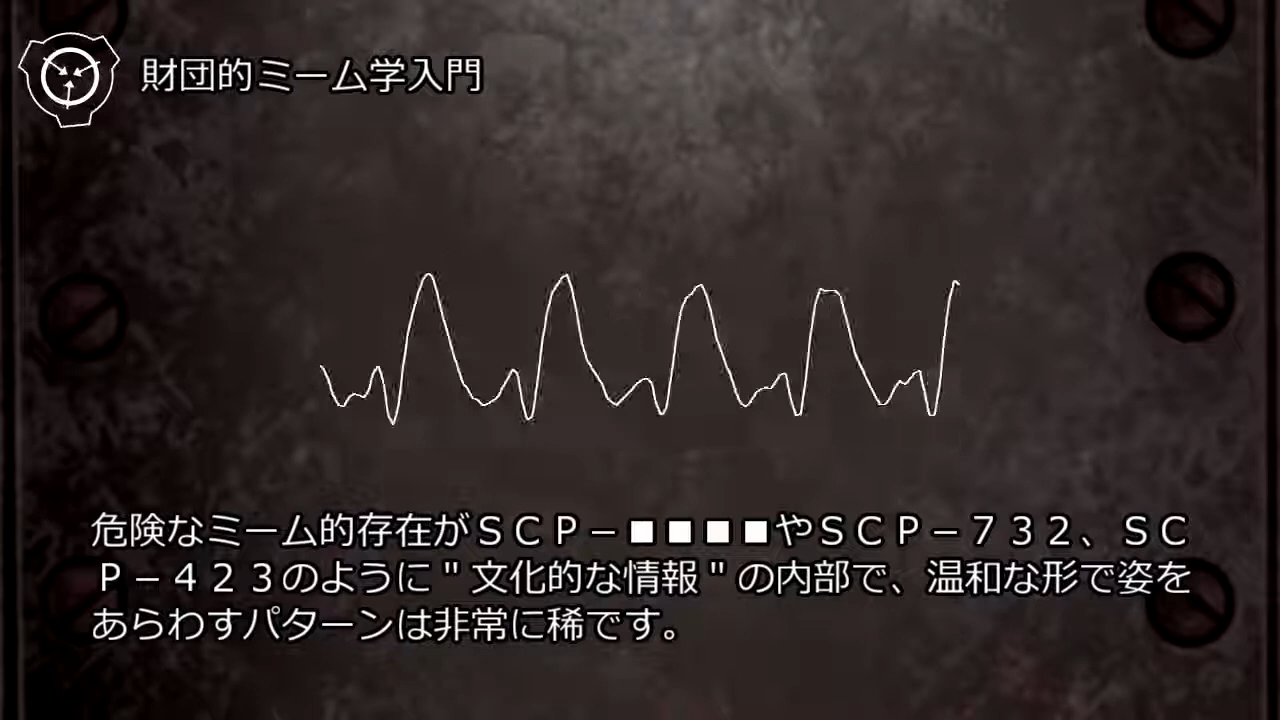 財団的ミーム学入門
危険なミーム的存在がＳＣＰ－■■■■やＳＣＰ－７３２、ＳＣ
Ｐ－４２３のように＂文化的な情報＂の内部で、温和な形で姿を
あらわすパターンは非常に稀です。